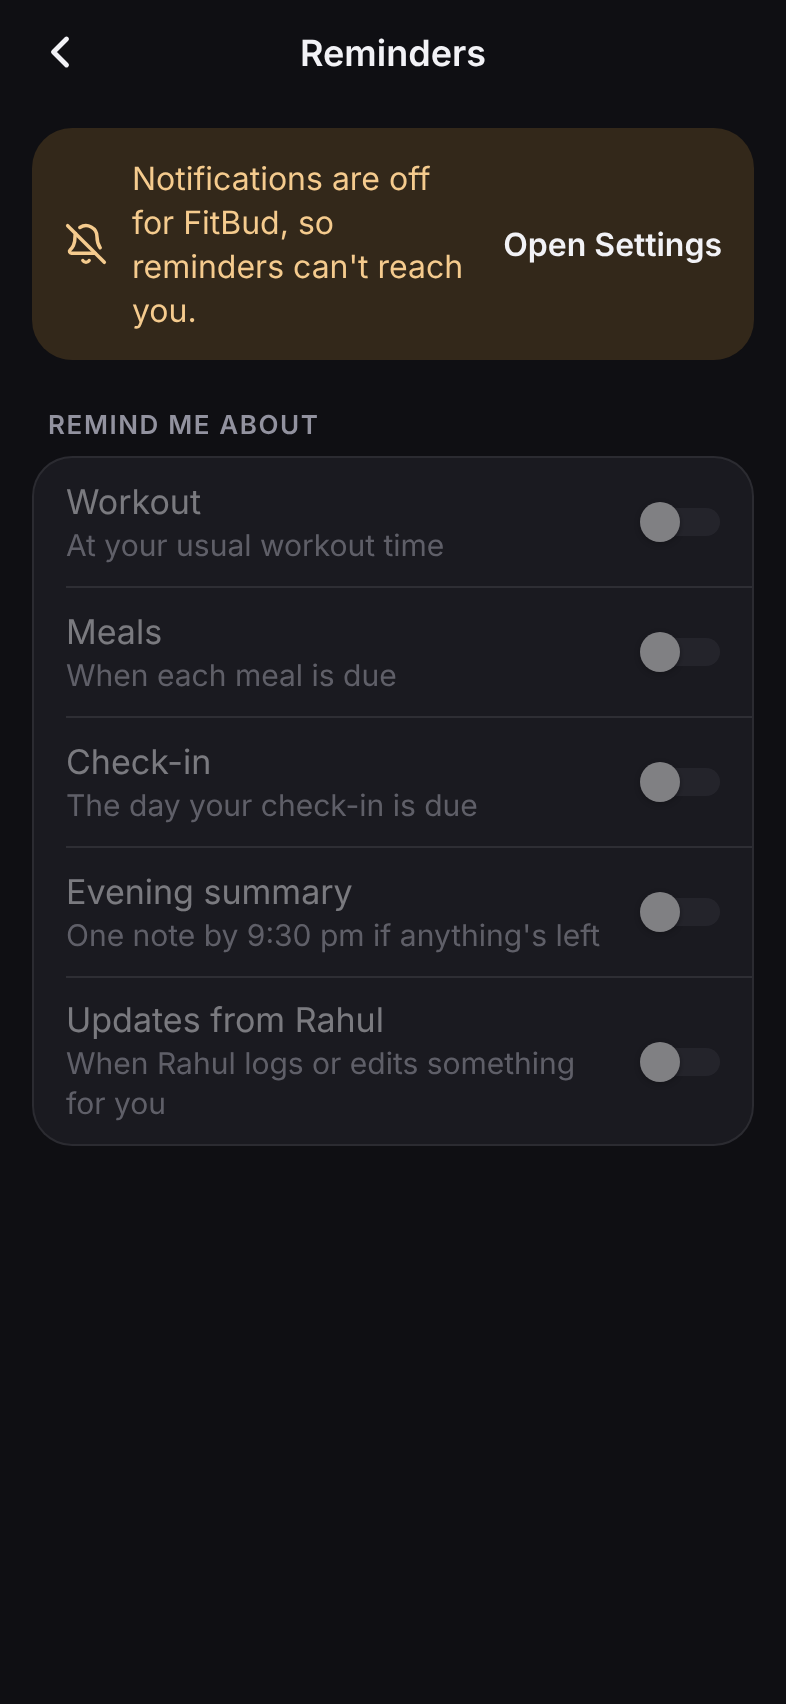 Reminders
Notifications are off
for FitBud, so
reminders can't reach
you.
Open Settings
REMIND ME ABOUT
Workout
At your usual workout time
Meals
When each meal is due
Check-in
The day your check-in is due
Evening summary
One note by 9:30 pm if anything's left
Updates from Rahul
When Rahul logs or edits something
for you